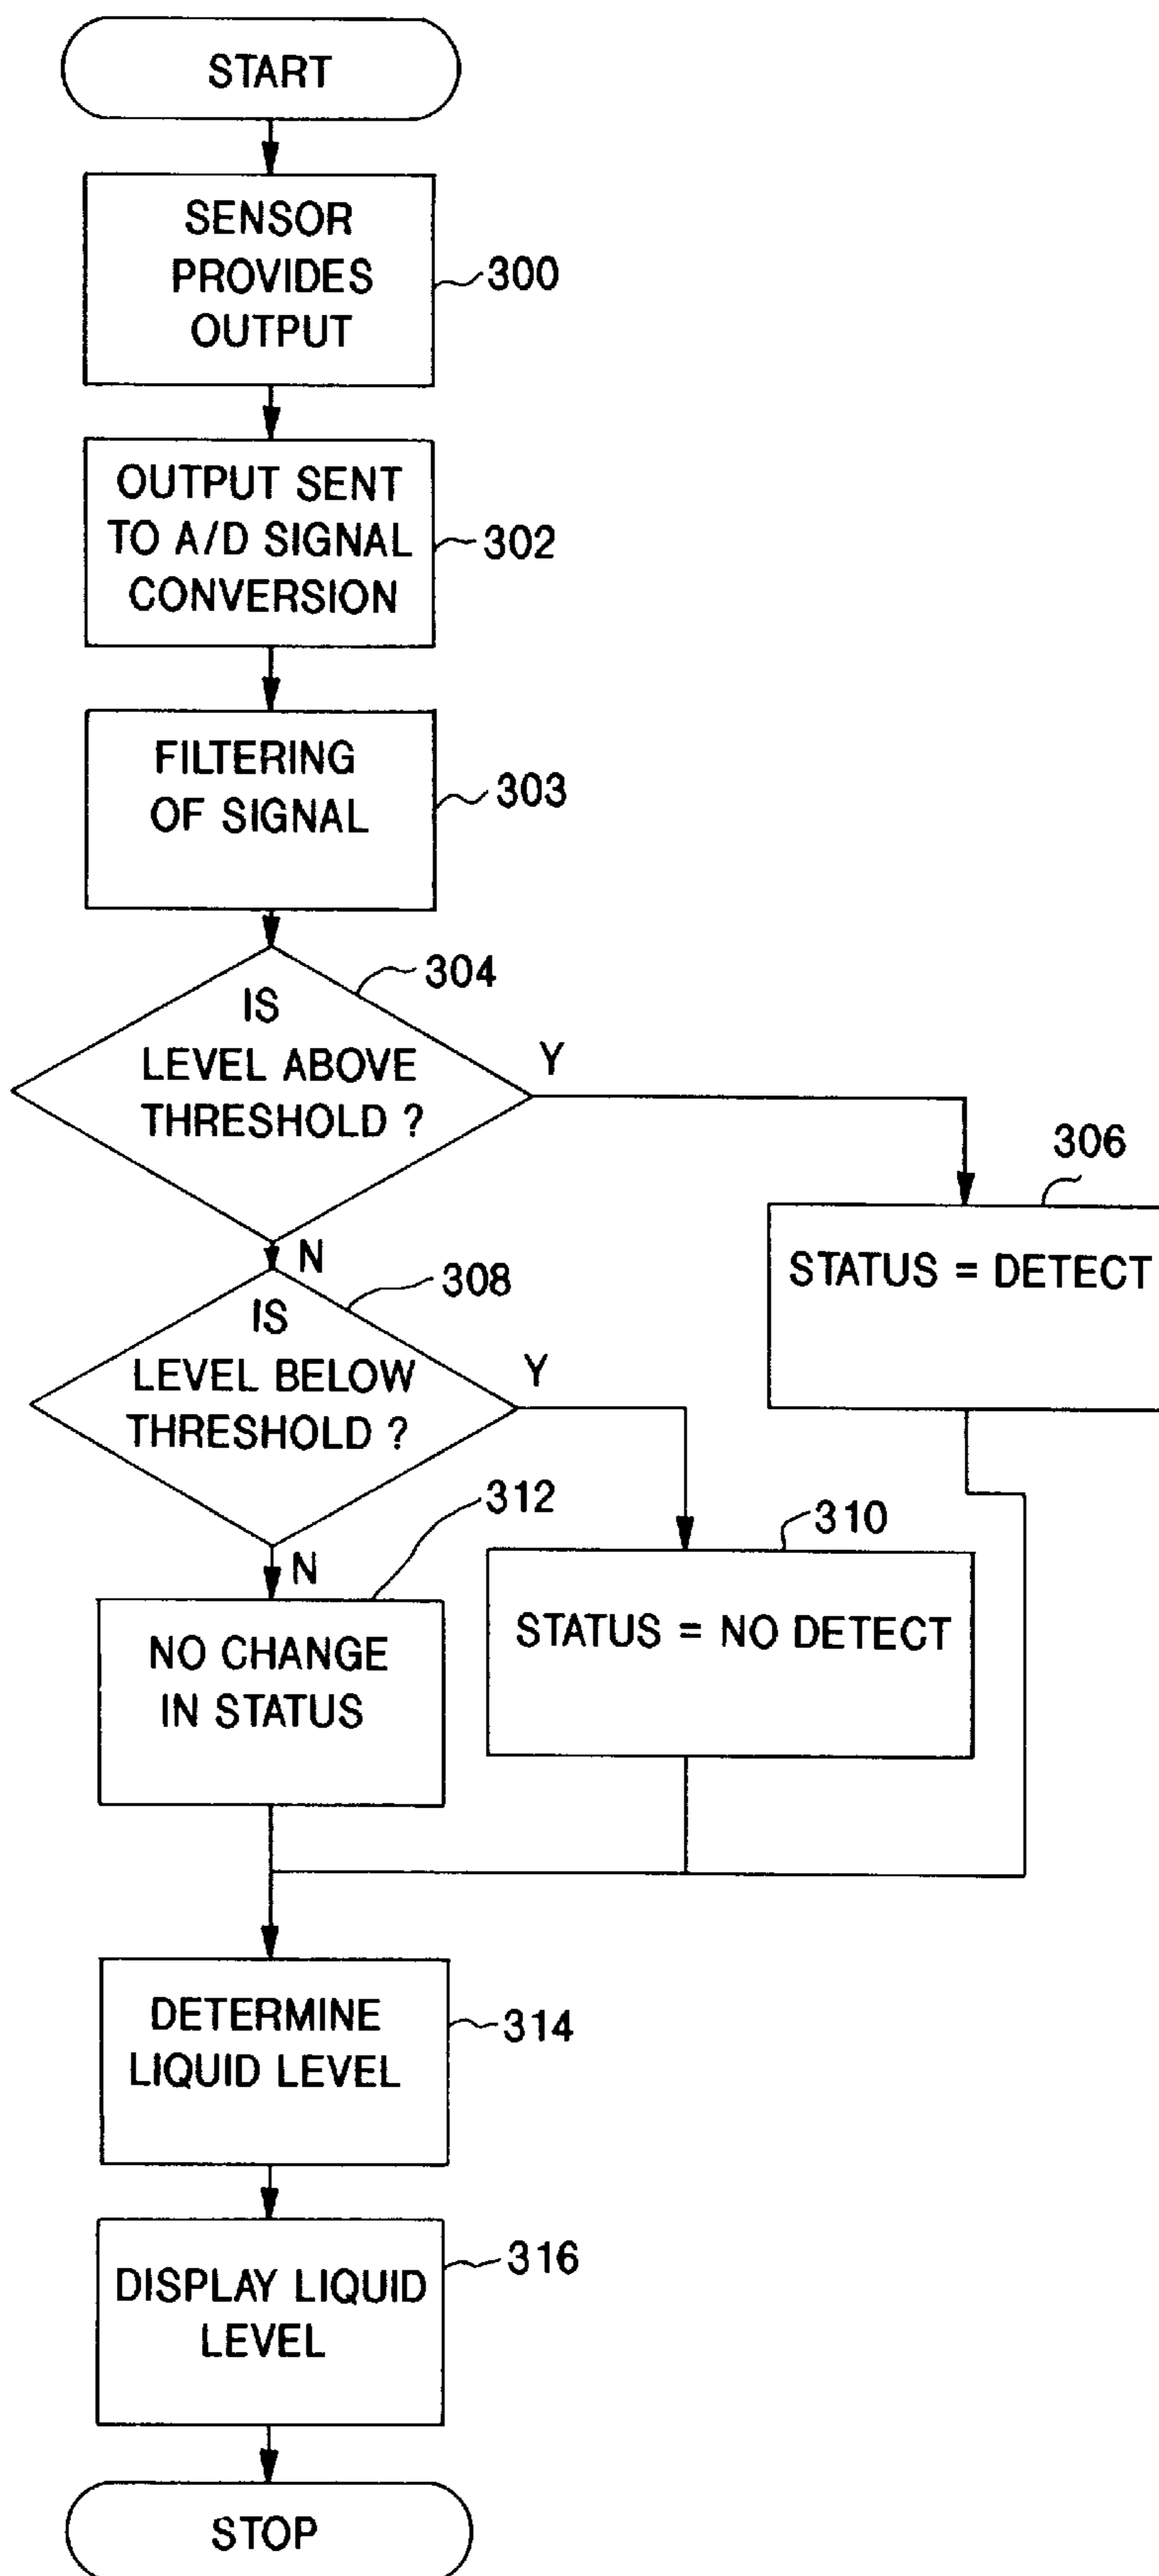 START
SENSOR
PROVIDES
OUTPUT
300
OUTPUT SENT
TO A/D SIGNAL
CONVERSION
302
FILTERING
OF SIGNAL
303
304
IS
LEVEL ABOVE
THRESHOLD ?
Y
306
STATUS = DETECT
N
308
IS
LEVEL BELOW
THRESHOLD ?
Y
312
310
N
STATUS = NO DETECT
NO CHANGE
IN STATUS
DETERMINE
LIQUID LEVEL
314
DISPLAY LIQUID
LEVEL
316
STOP